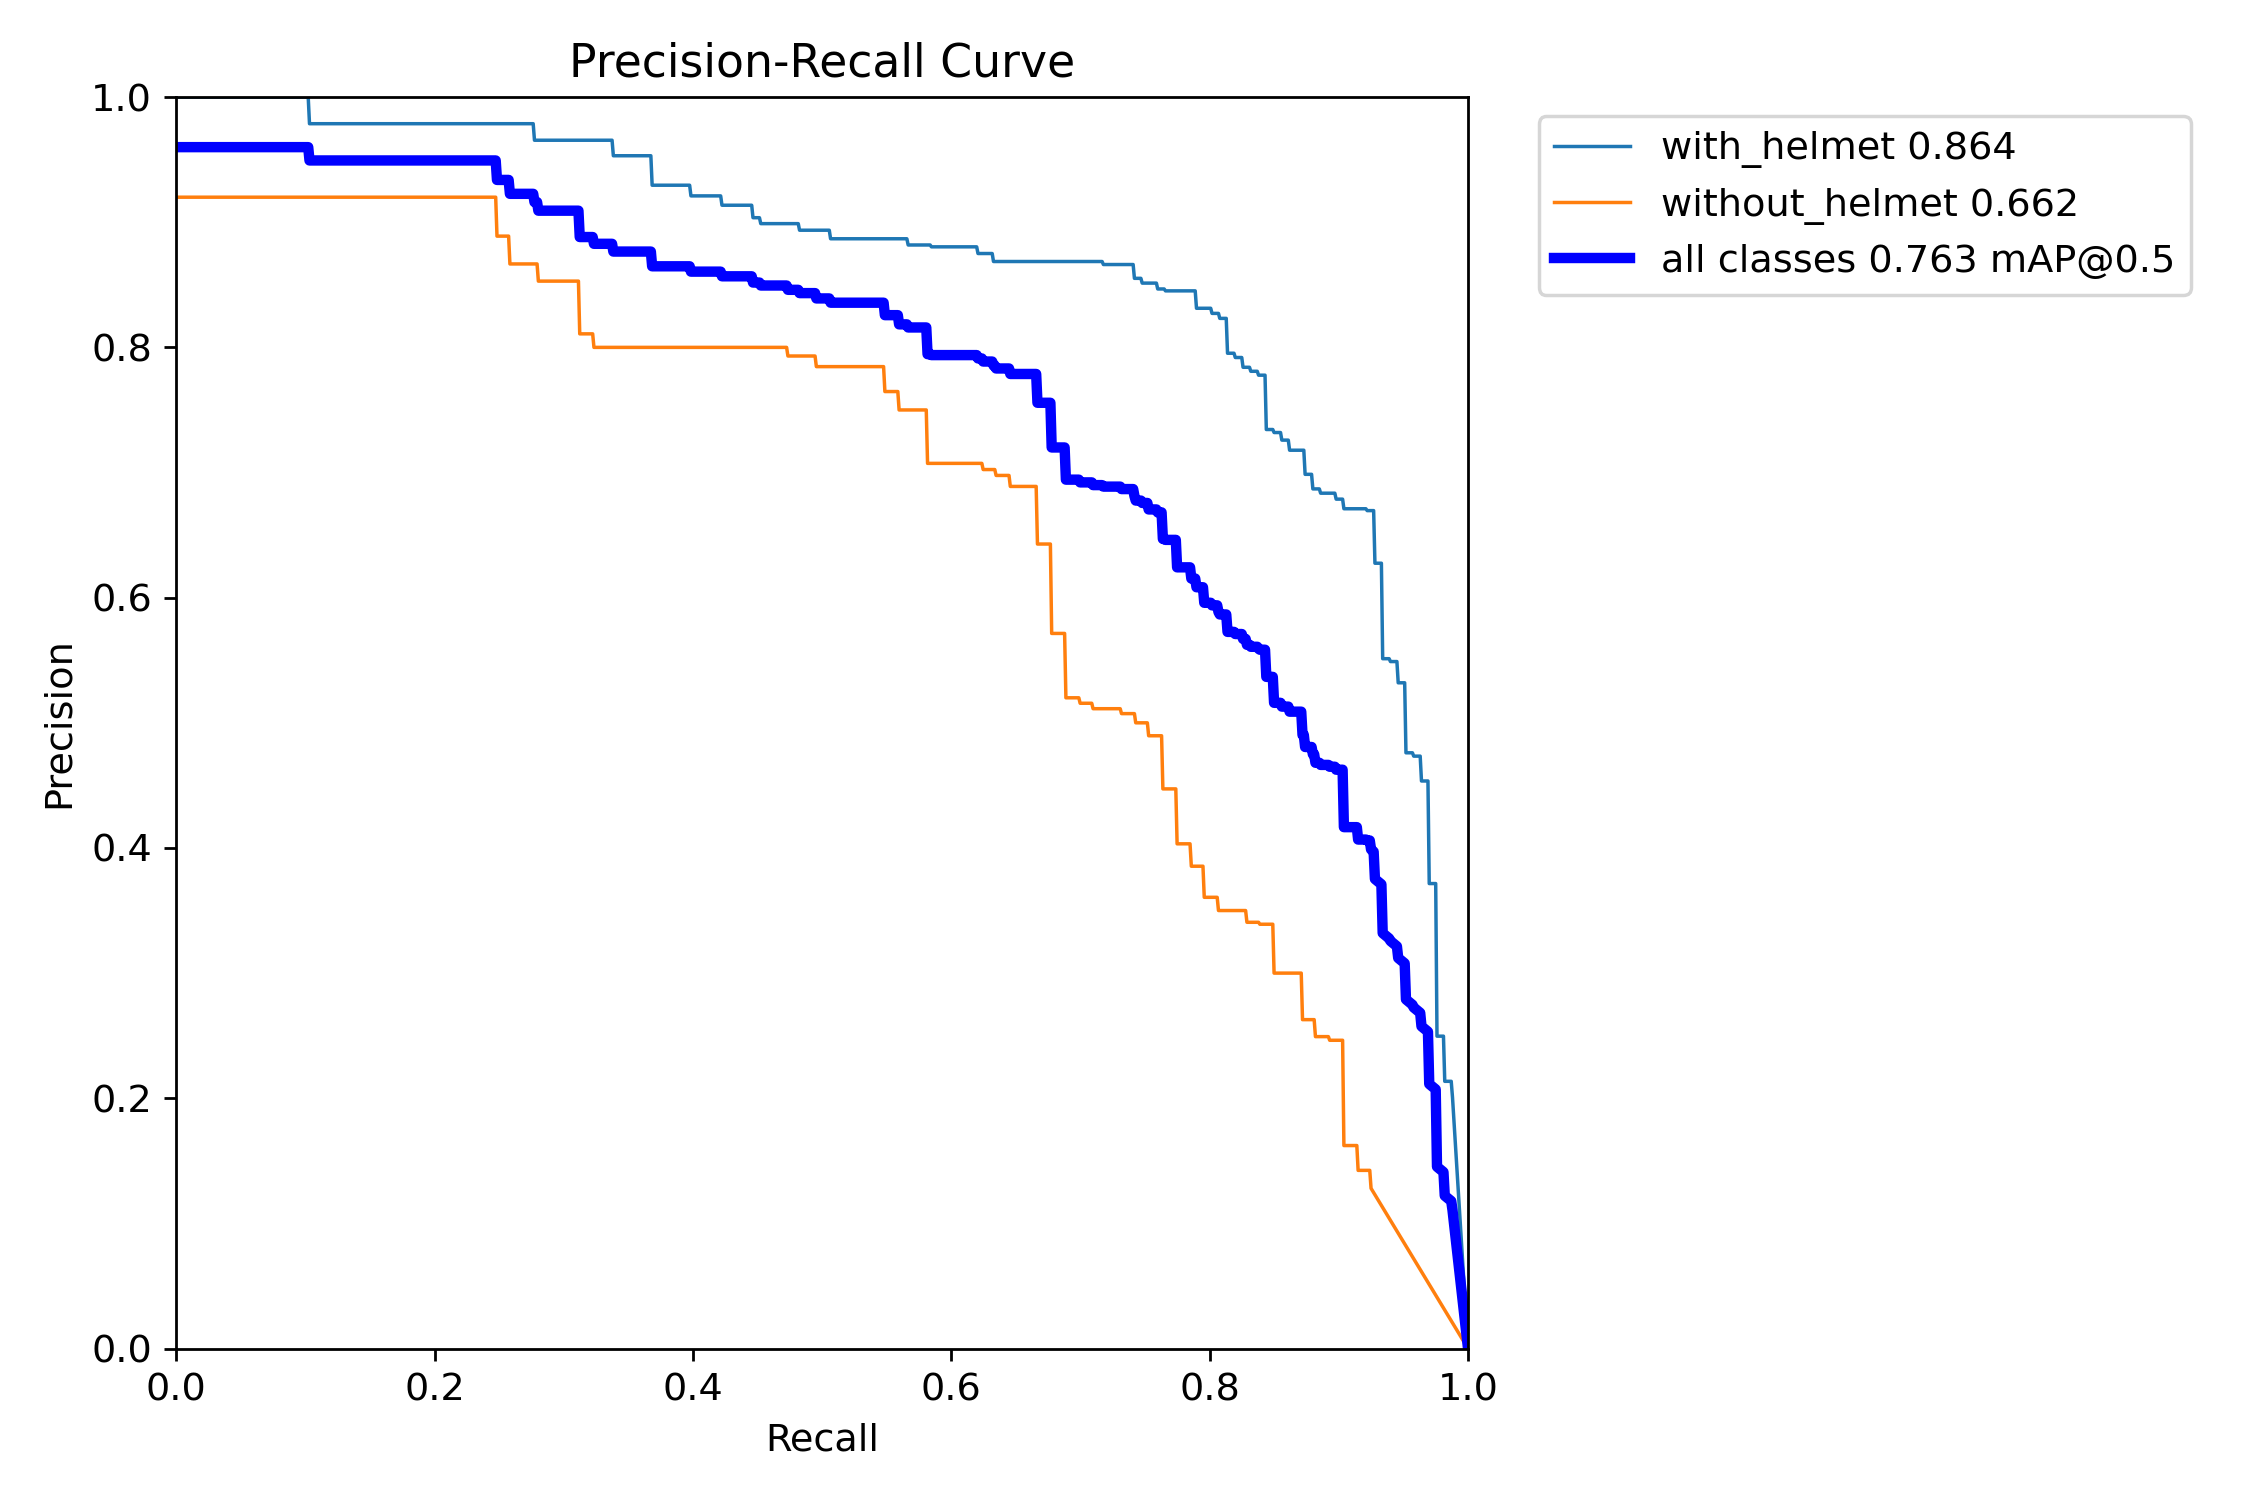 Precision-Recall Curve
with_helmet 0.864
without_helmet 0.662
all classes 0.763 mAP@0.5
1.0
0.8
0.6
0.4
0.2
0.0
Precision
0.0 0.2 0.4 0.6 0.8 1.0
Recall